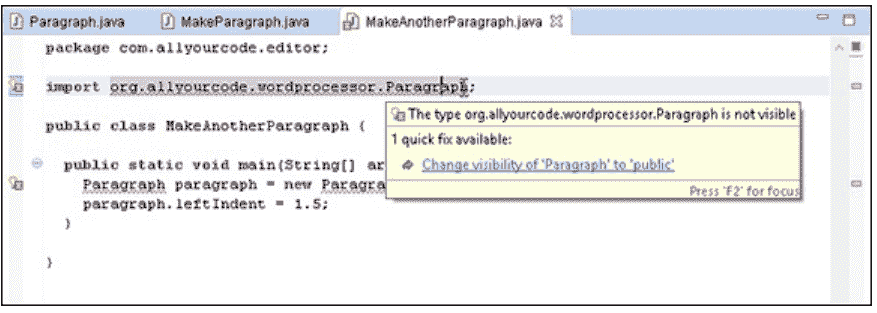 Paragraph.java MakeParagraph.java MakeAnotherParagraph.java
package com.allyourcode.editor;
import org.allyourcode.wordprocessor.Paragraph;
The type org.allyourcode.wordprocessor.Paragraph is not visible
1 quick fix available:
Change visibility of 'Paragraph' to 'public'
Press 'F2' for focus
public class MakeAnotherParagraph {
public static void main(String[] ar
Paragraph paragraph = new Paragra
paragraph.leftIndent = 1.5;
}
}